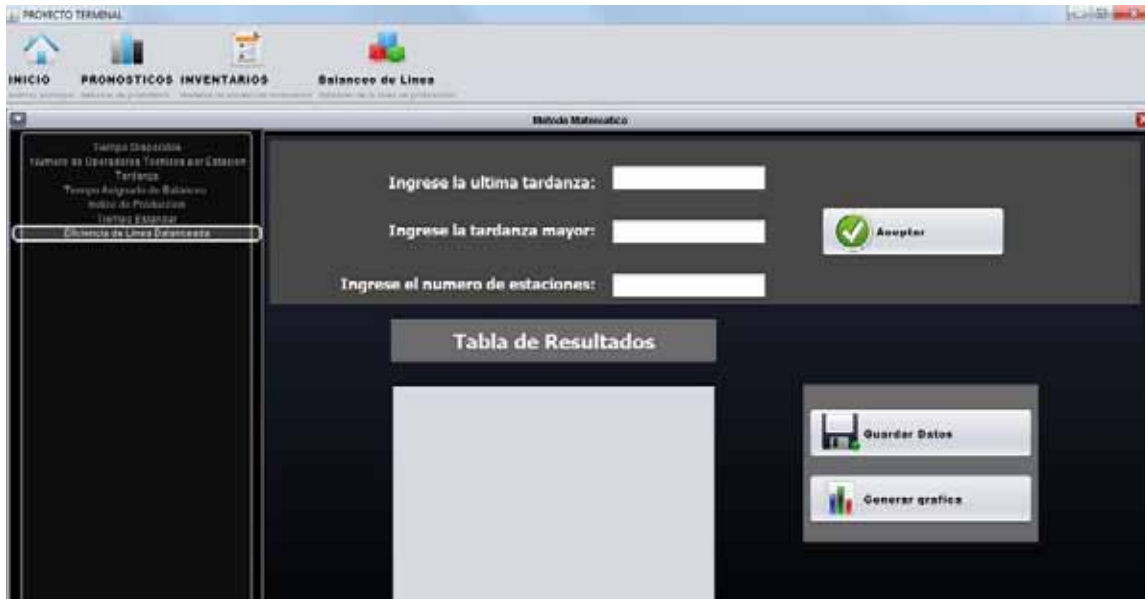 PROYECTO TERMINAL
INICIO
PRONOSTICOS
INVENTARIOS
Balanceo de Linea
Metodo Matematico
Tiempo Disponible
Numero de Operadores Teoricos por Estacion
Tardanza
Tiempo Asignado de Balanceo
Indice de Produccion
Tiempo Estandar
Eficiencia de Linea Balanceada
Ingrese la ultima tardanza:
Ingrese la tardanza mayor:
Aceptar
Ingrese el numero de estaciones:
Tabla de Resultados
Guardar Datos
Generar grafica